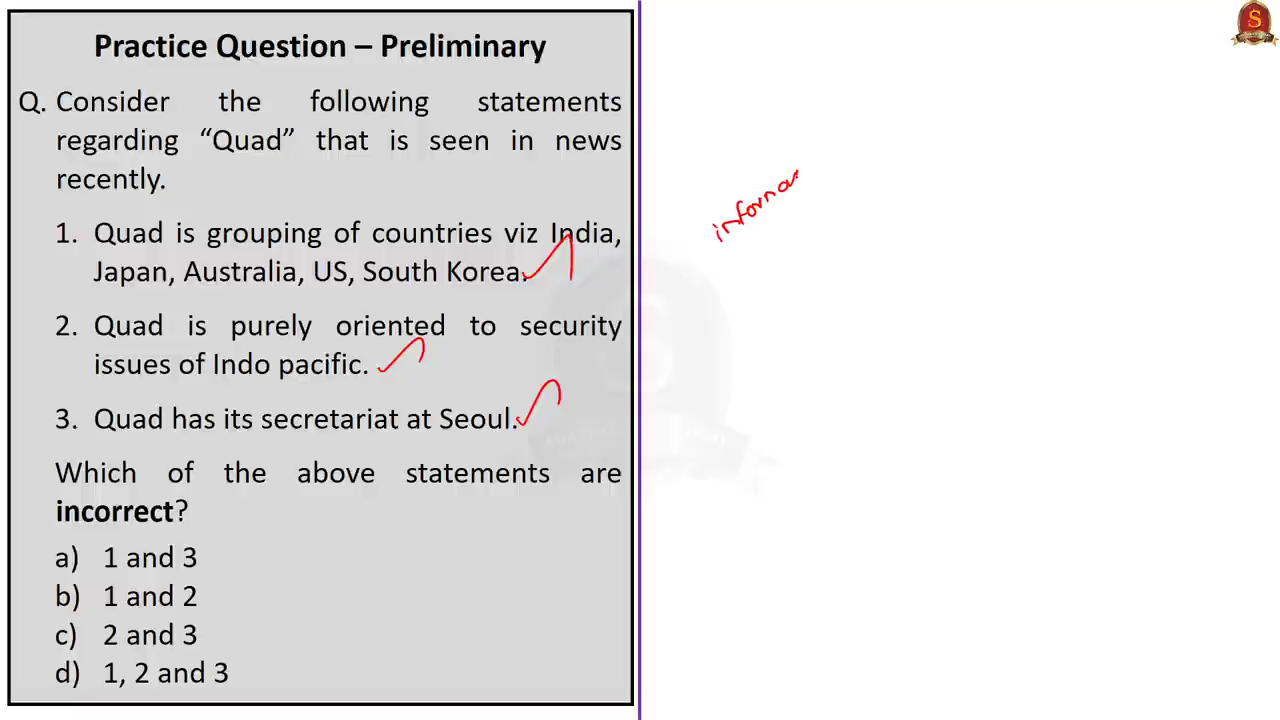 Practice Question – Preliminary
Q. Consider the following statements
regarding “Quad” that is seen in news
recently.
1. Quad is grouping of countries viz India,
Japan, Australia, US, South Korea.
2. Quad is purely oriented to security
issues of Indo pacific.
3. Quad has its secretariat at Seoul.
Which of the above statements are
incorrect?
a) 1 and 3
b) 1 and 2
c) 2 and 3
d) 1, 2 and 3
S